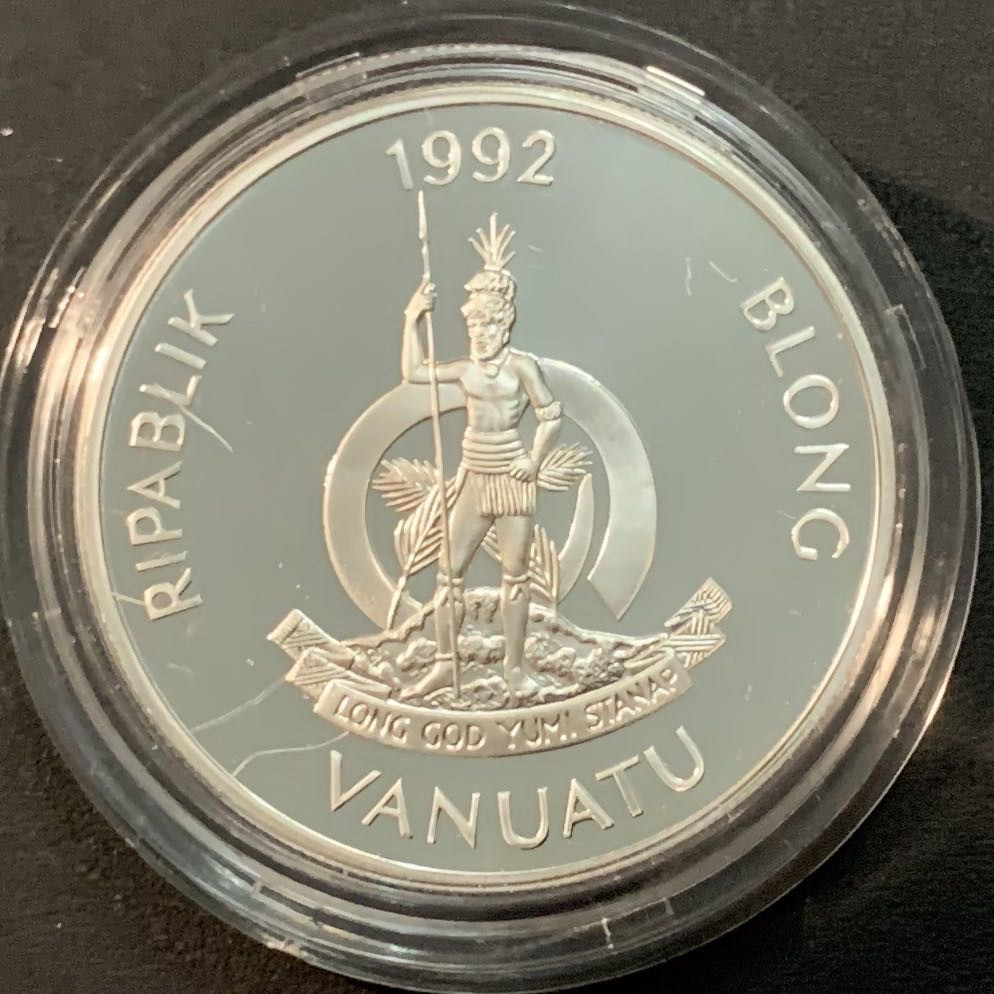 1992
RIPABLIK
BLONG
LONG GOD YUMI STANAP
VANUATU